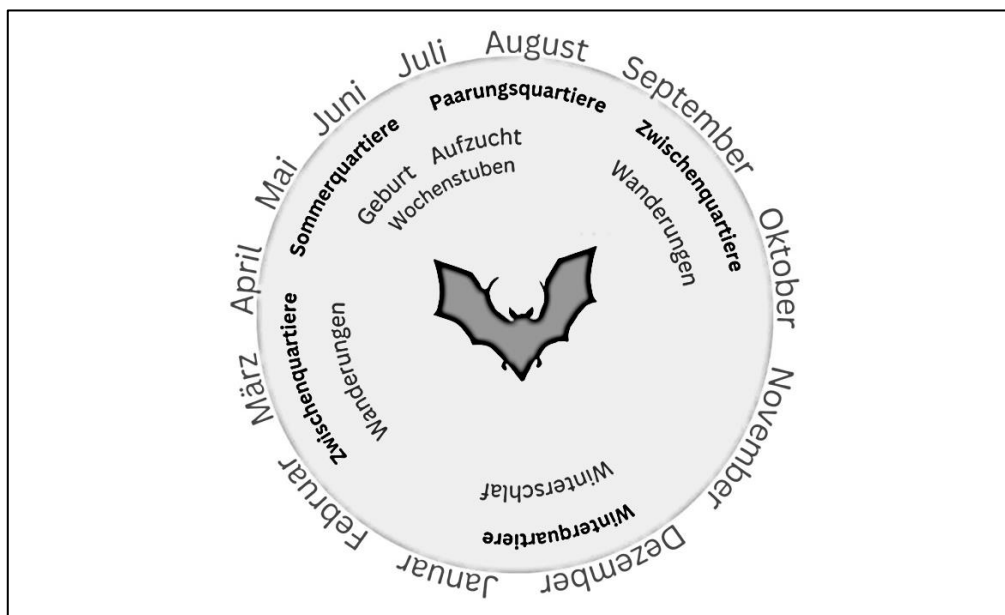 Januar
Februar
März
April
Mai
Juni
Juli
August
September
Oktober
November
Dezember
Zwischenquartiere
Sommerquartiere
Paarungsquartiere
Zwischenquartiere
Winterquartiere
Wanderungen
Geburt
Aufzucht
Wochenstuben
Wanderungen
Winterschlaf